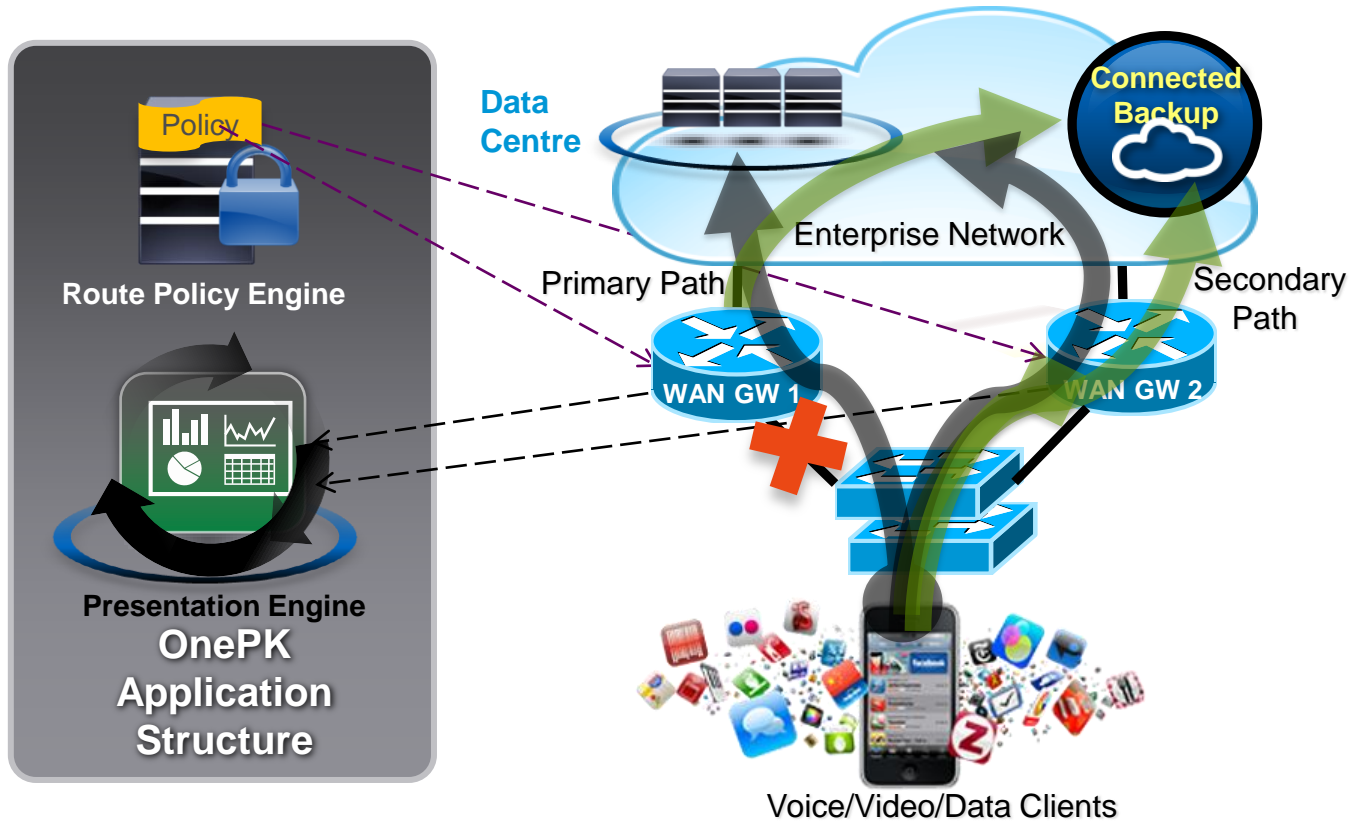 Policy
Route Policy Engine
Presentation Engine
OnePK
Application
Structure
Data
Centre
Connected
Backup
Enterprise Network
Primary Path
Secondary
Path
WAN GW 1
WAN GW 2
facebook
Voice/Video/Data Clients